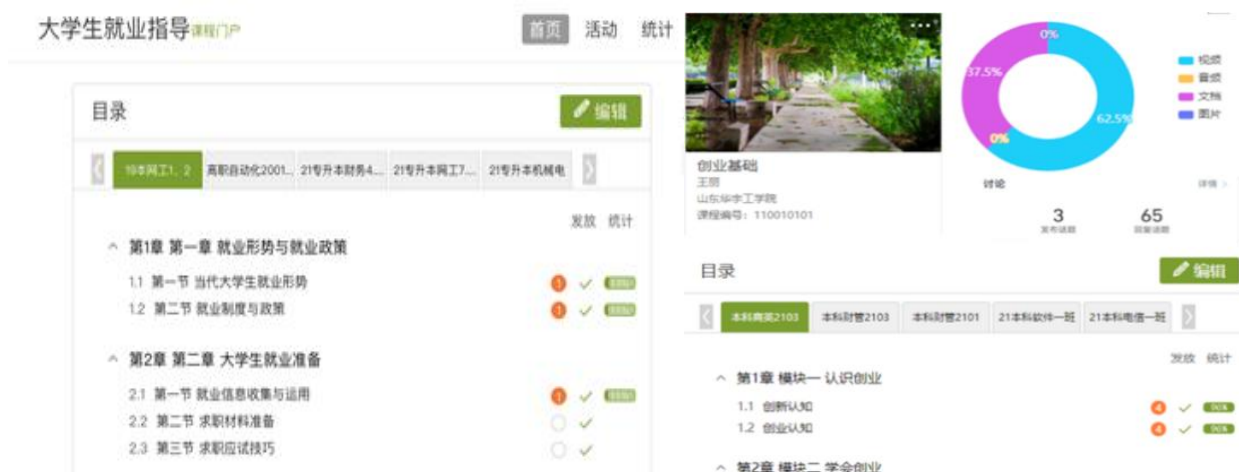 大学生就业指导课程门户
首页 活动 统计
目录
编辑
19本网工1、2 高职自动化2001... 21专升本财务4... 21专升本网工7... 21专升本机械电
发放 统计
第1章 第一章 就业形势与就业政策
1.1 第一节 当代大学生就业形势
1
1.2 第二节 就业制度与政策
1
第2章 第二章 大学生就业准备
2.1 第一节 就业信息收集与运用
1
2.2 第二节 求职材料准备
2.3 第三节 求职应试技巧
创业基础
王丽
山东华宇工学院
课程编号：110010101
0%
37.5%
62.5%
0%
视频
音频
文档
图片
讨论 详情
3 65
发布话题 回复话题
目录
编辑
本科商英2103 本科财管2103 本科财管2101 21本科软件一班 21本科电信一班
发放 统计
第1章 模块一 认识创业
1.1 创新认知
4
1.2 创业认知
4
第2章 模块二 学会创业